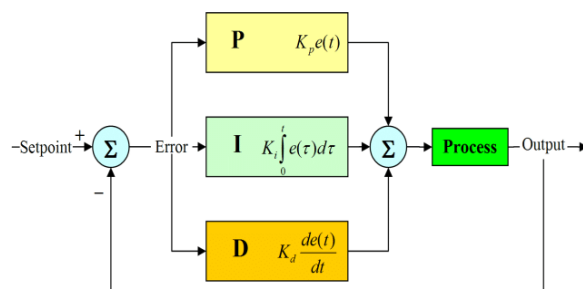 P K_p e(t)
+
–Setpoint Σ Error I K_i ∫_0^t e(τ)dτ Σ Process Output
–
D K_d de(t)/dt